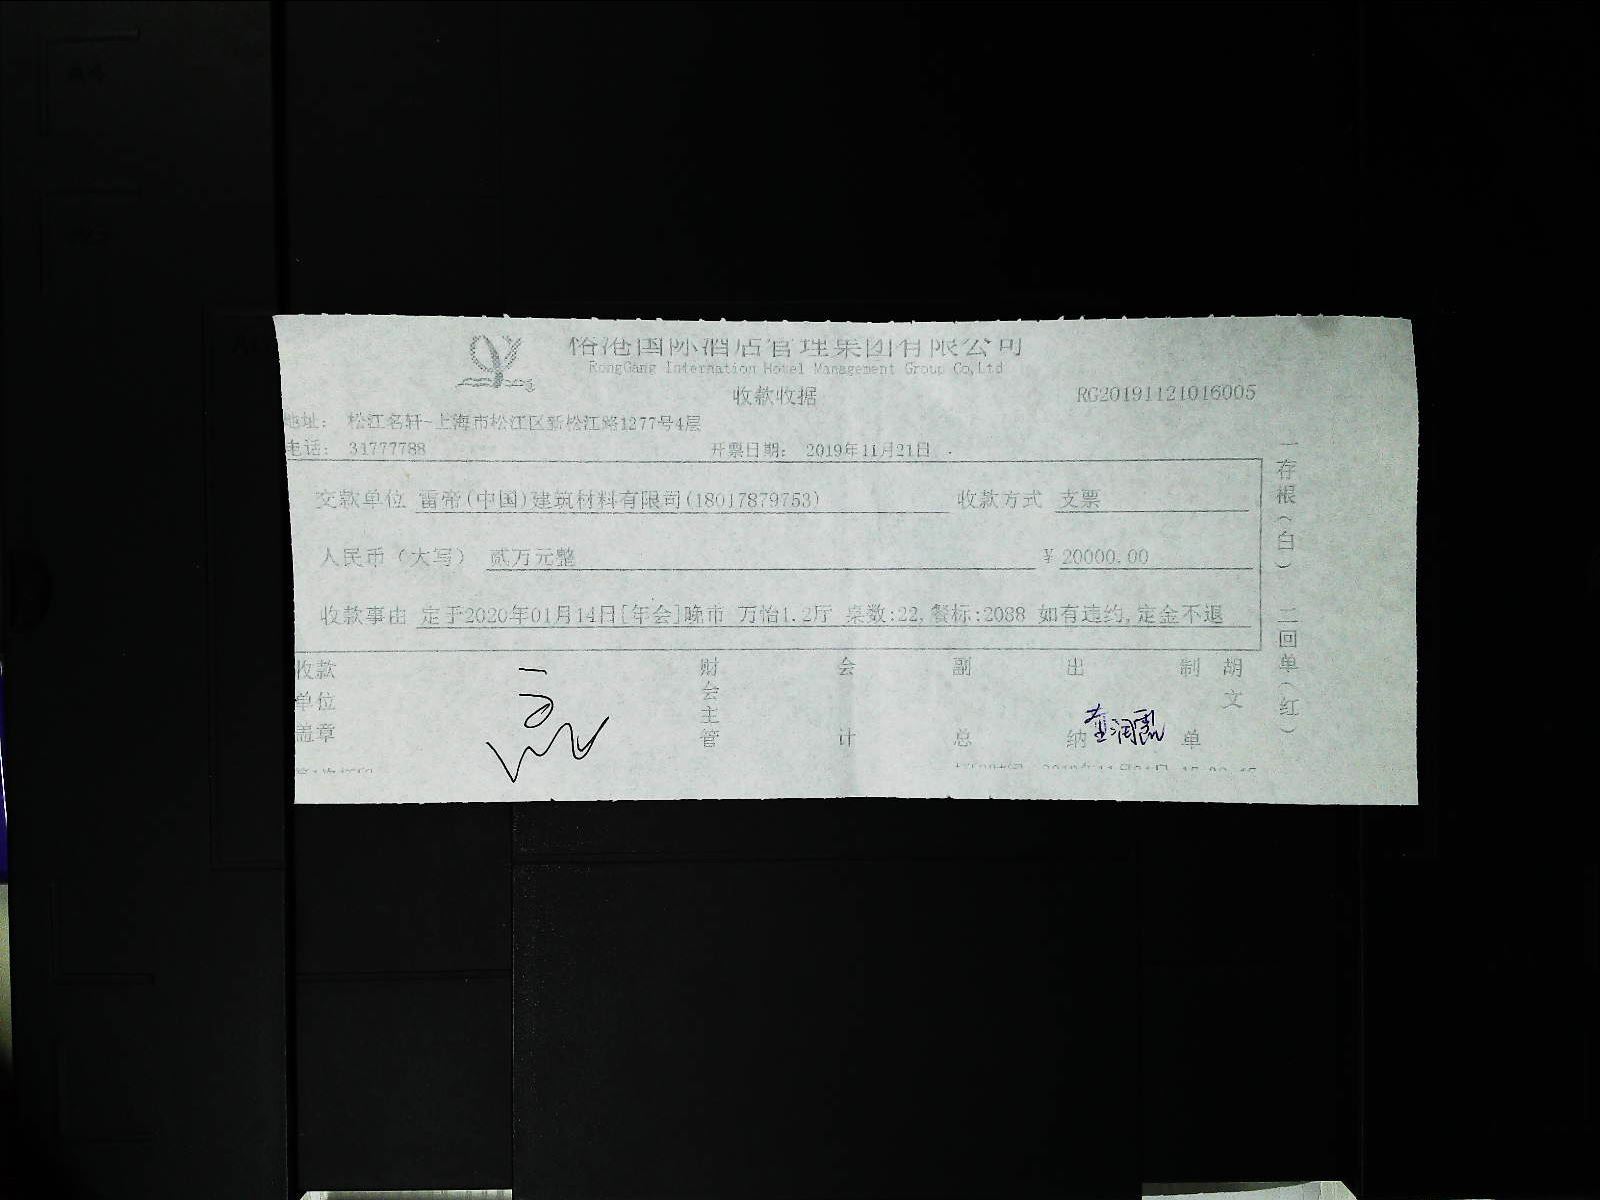 裕港国际酒店管理集团有限公司
RongGang Internation Hotel Management Group Co,Ltd
收款收据
RG20191121016005
地址： 松江名轩-上海市松江区新松江路1277号4层
电话： 31777788 开票日期： 2019年11月21日
交款单位 雷帝(中国)建筑材料有限司(18017879753) 收款方式 支票
人民币（大写） 贰万元整 ¥ 20000.00
收款事由 定于2020年01月14日[年会]晚市 万怡1.2厅 桌数:22,餐标:2088 如有违约,定金不退
收款单位盖章 财会主管 会计 副总 出纳 制单 胡文
一存根（白） 二回单（红）